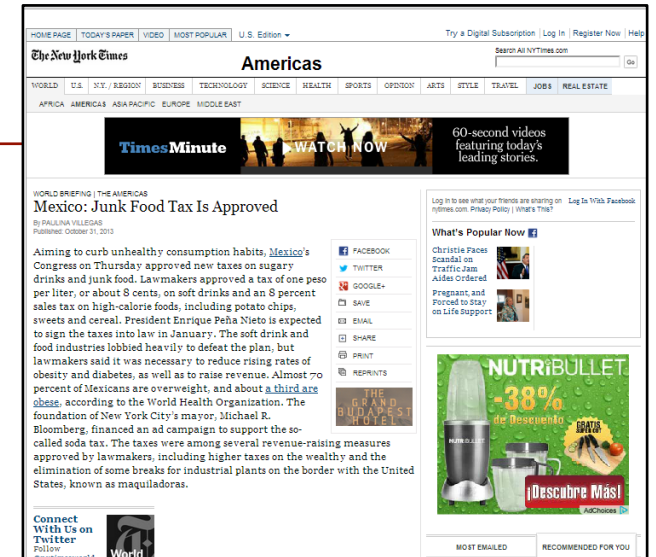 HOME PAGE TODAY'S PAPER VIDEO MOST POPULAR U.S. Edition
Try a Digital Subscription Log In Register Now Help
The New York Times
Americas
Search All NYTimes.com
Go
WORLD U.S. N.Y. / REGION BUSINESS TECHNOLOGY SCIENCE HEALTH SPORTS OPINION ARTS STYLE TRAVEL JOBS REAL ESTATE
AFRICA AMERICAS ASIA PACIFIC EUROPE MIDDLE EAST
TimesMinute
WATCH NOW
60-second videos
featuring today's
leading stories.
WORLD BRIEFING | THE AMERICAS
Mexico: Junk Food Tax Is Approved
By PAULINA VILLEGAS
Published: October 31, 2013
Aiming to curb unhealthy consumption habits, Mexico's
Congress on Thursday approved new taxes on sugary
drinks and junk food. Lawmakers approved a tax of one peso
per liter, or about 8 cents, on soft drinks and an 8 percent
sales tax on high-calorie foods, including potato chips,
sweets and cereal. President Enrique Peña Nieto is expected
to sign the taxes into law in January. The soft drink and
food industries lobbied heavily to defeat the plan, but
lawmakers said it was necessary to reduce rising rates of
obesity and diabetes, as well as to raise revenue. Almost 70
percent of Mexicans are overweight, and about a third are
obese, according to the World Health Organization. The
foundation of New York City's mayor, Michael R.
Bloomberg, financed an ad campaign to support the so-
called soda tax. The taxes were among several revenue-raising measures
approved by lawmakers, including higher taxes on the wealthy and the
elimination of some breaks for industrial plants on the border with the United
States, known as maquiladoras.
FACEBOOK
TWITTER
GOOGLE+
SAVE
EMAIL
SHARE
PRINT
REPRINTS
THE
GRAND
BUDAPEST
HOTEL
Connect
With Us on
Twitter
Follow
World
Log in to see what your friends are sharing on
nytimes.com. Privacy Policy | What's This?
Log In With Facebook
What's Popular Now
Christie Faces
Scandal on
Traffic Jam
Aides Ordered
Pregnant, and
Forced to Stay
on Life Support
NUTRiBULLET
-38%
de Descuento
GRATIS
SUPER SET
NUTRiBULLET
¡Descubre Más!
AdChoices
MOST EMAILED
RECOMMENDED FOR YOU